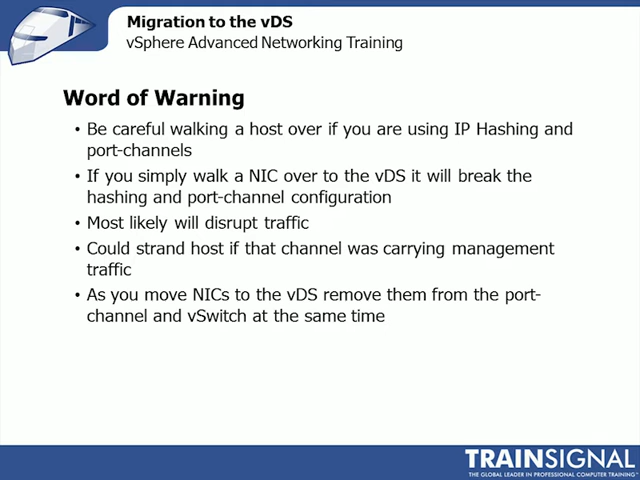 Migration to the vDS
vSphere Advanced Networking Training
Word of Warning
• Be careful walking a host over if you are using IP Hashing and
port-channels
• If you simply walk a NIC over to the vDS it will break the
hashing and port-channel configuration
• Most likely will disrupt traffic
• Could strand host if that channel was carrying management
traffic
• As you move NICs to the vDS remove them from the port-
channel and vSwitch at the same time
TRAINSIGNAL
THE GLOBAL LEADER IN PROFESSIONAL COMPUTER TRAINING™